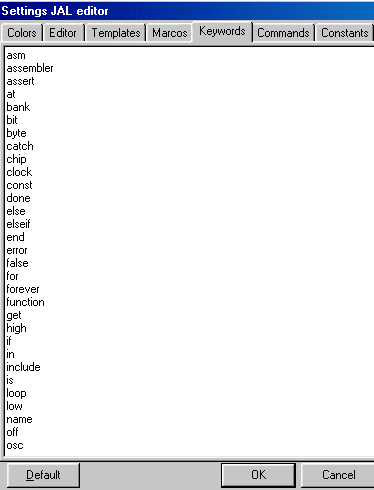 Settings JAL editor
Colors Editor Templates Marcos Keywords Commands Constants
asm
assembler
assert
at
bank
bit
byte
catch
chip
clock
const
done
else
elseif
end
error
false
for
forever
function
get
high
if
in
include
is
loop
low
name
off
osc
Default OK Cancel